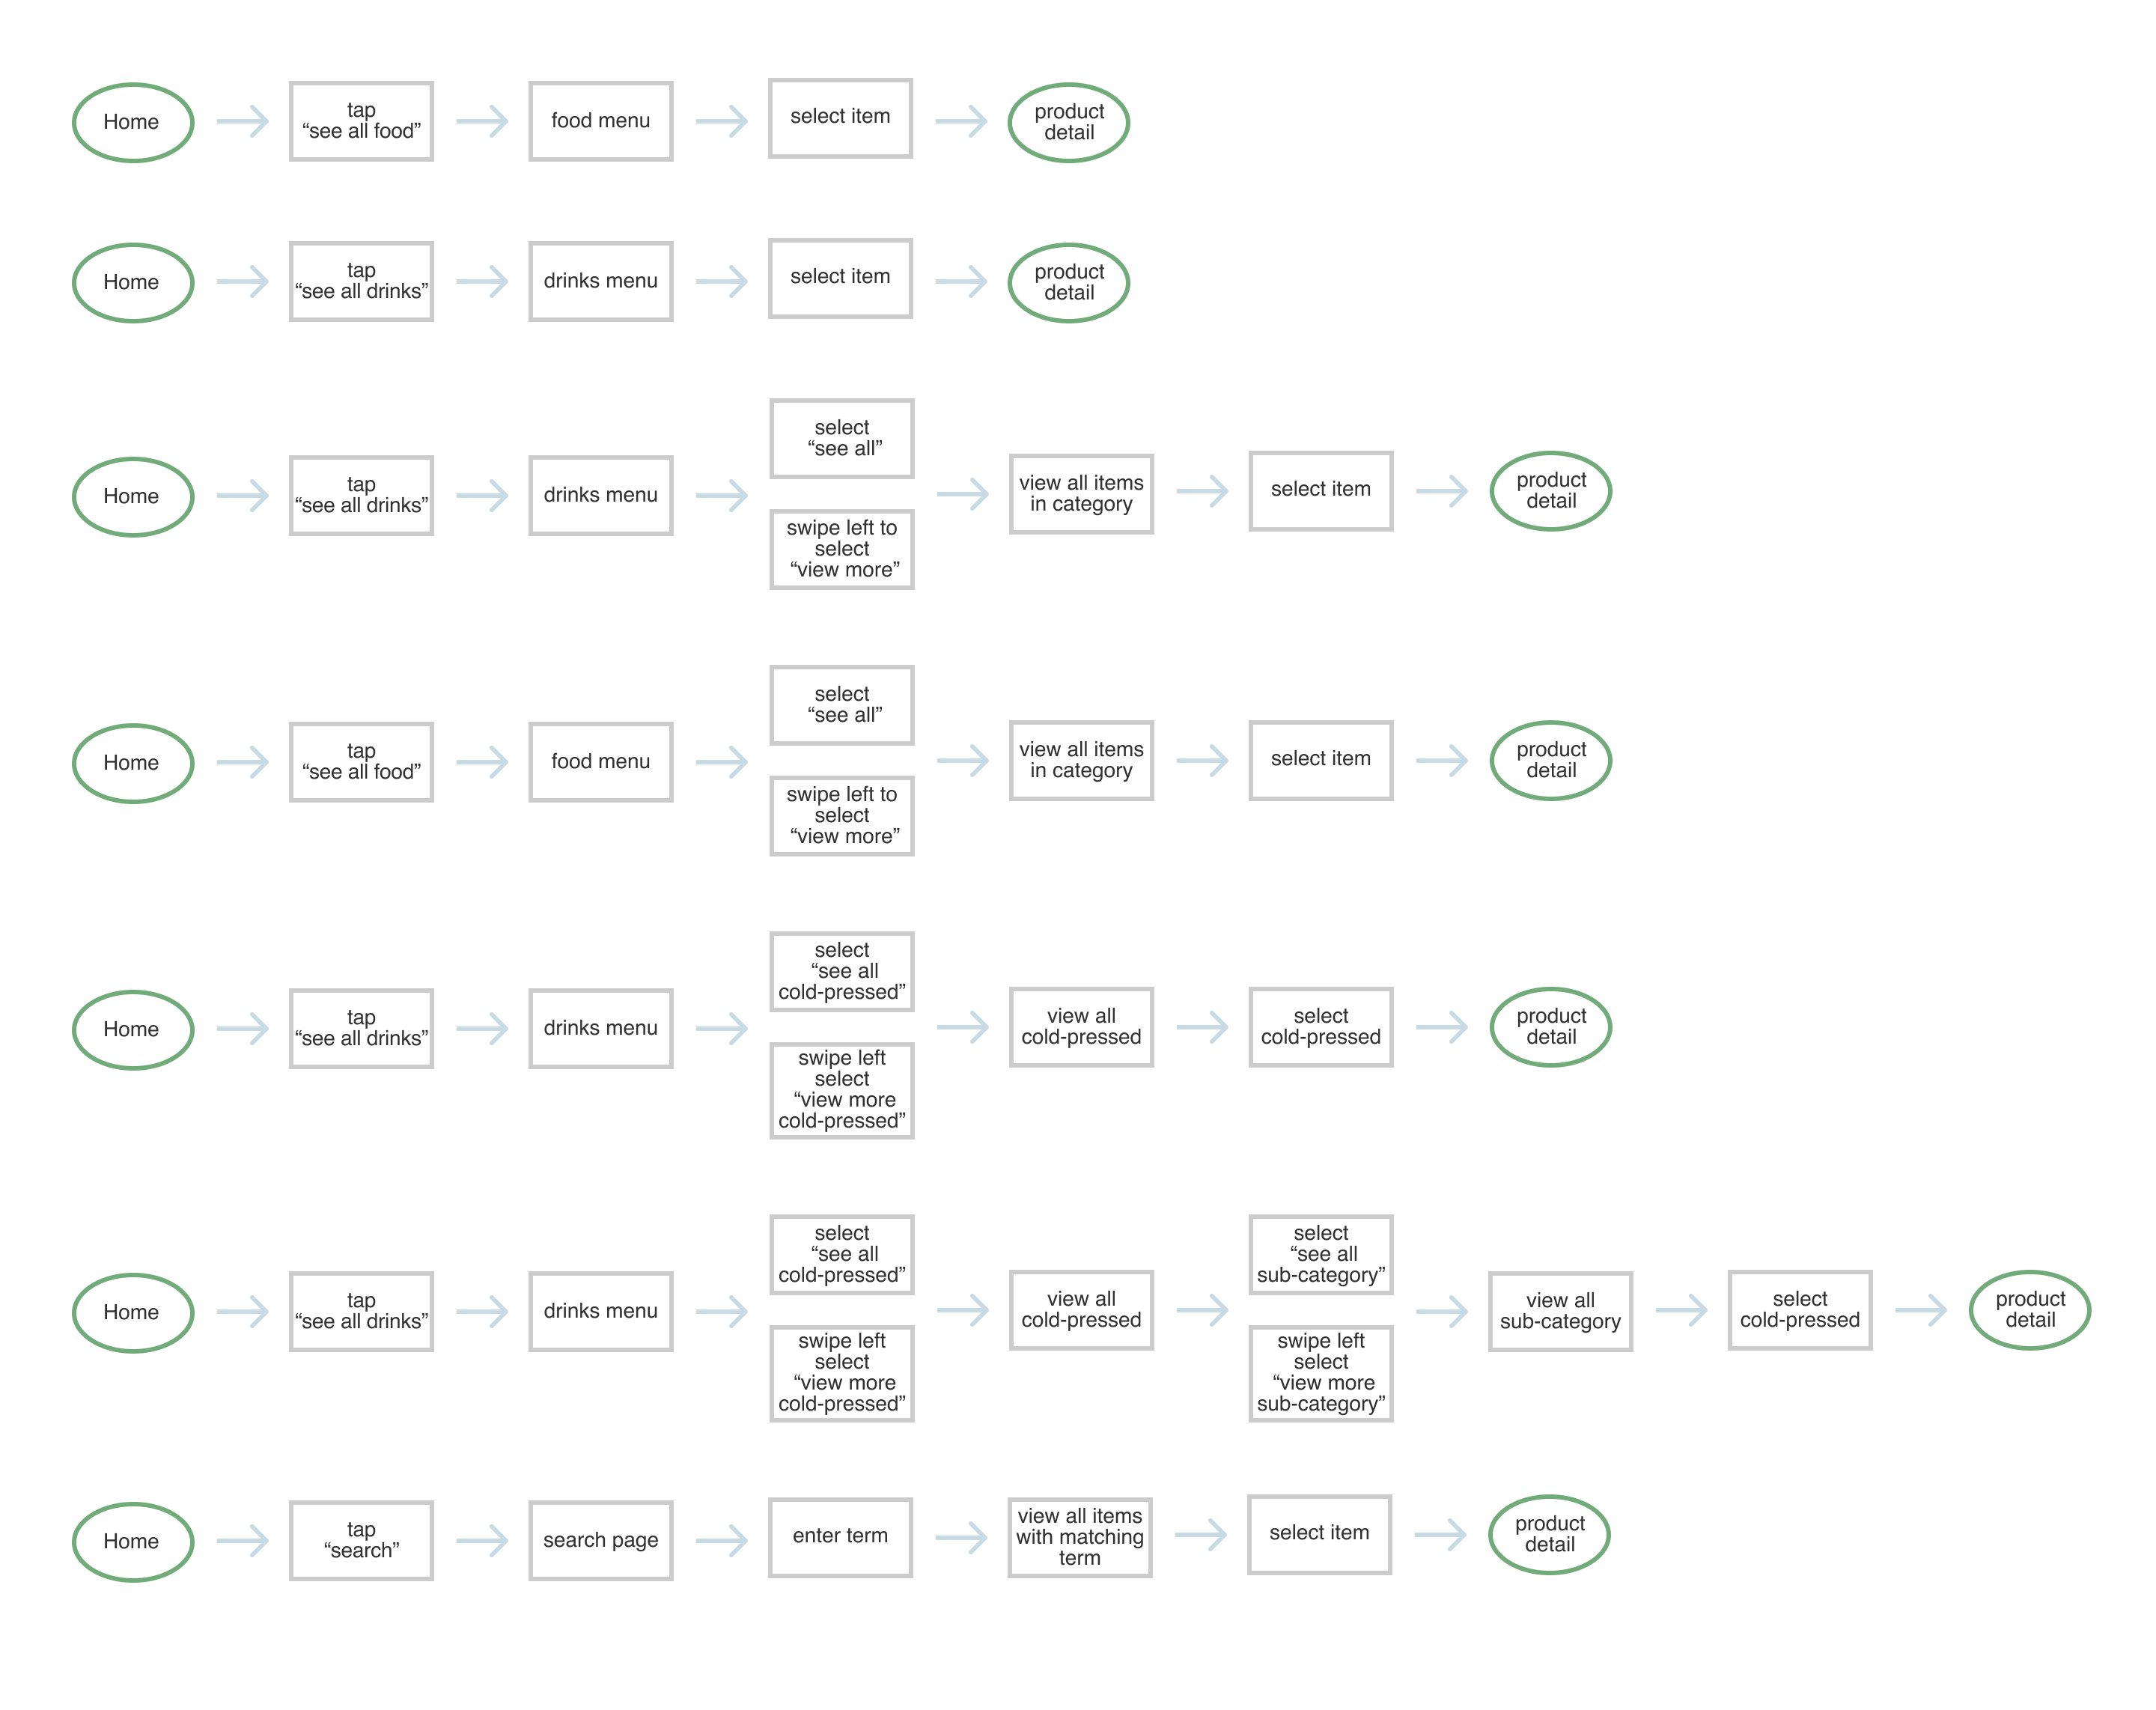 Home
tap
“see all food”
food menu
select item
product
detail
Home
tap
“see all drinks”
drinks menu
select item
product
detail
Home
tap
“see all drinks”
drinks menu
select
“see all”
swipe left to
select
“view more”
view all items
in category
select item
product
detail
Home
tap
“see all food”
food menu
select
“see all”
swipe left to
select
“view more”
view all items
in category
select item
product
detail
Home
tap
“see all drinks”
drinks menu
select
“see all
cold-pressed”
swipe left
select
“view more
cold-pressed”
view all
cold-pressed
select
cold-pressed
product
detail
Home
tap
“see all drinks”
drinks menu
select
“see all
cold-pressed”
swipe left
select
“view more
cold-pressed”
view all
cold-pressed
select
“see all
sub-category”
swipe left
select
“view more
sub-category”
view all
sub-category
select
cold-pressed
product
detail
Home
tap
“search”
search page
enter term
view all items
with matching
term
select item
product
detail